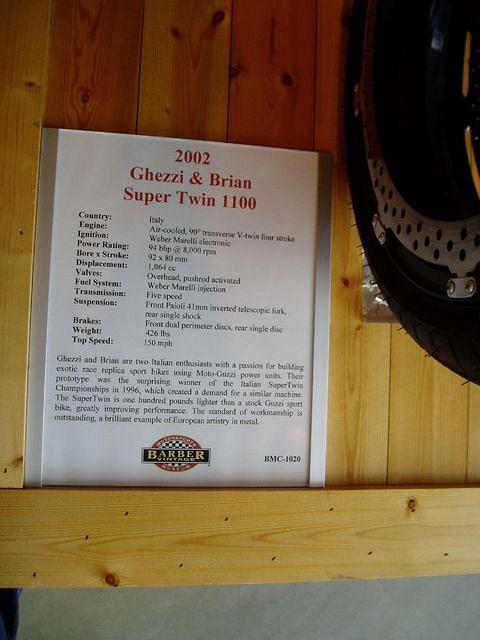 2002
Ghezzi & Brian
Super Twin 1100
Country: Italy
Engine: Air-cooled, 90° transverse V-twin four stroke
Ignition: Weber Marelli electronic
Power Rating: 94 bhp @ 8,000 rpm
Bore x Stroke: 92 x 80 mm
Displacement: 1,064 cc
Valves: Overhead, pushrod activated
Fuel System: Weber Marelli injection
Transmission: Five speed
Suspension: Front Paioli 41mm inverted telescopic fork,
rear single shock
Brakes: Front dual perimeter discs, rear single disc
Weight: 426 lbs
Top Speed: 150 mph
Ghezzi and Brian are two Italian enthusiasts with a passion for building
exotic race replica sport bikes using Moto-Guzzi power units. Their
prototype was the surprising winner of the Italian SuperTwin
Championships in 1996, which created a demand for a similar machine.
The SuperTwin is one hundred pounds lighter than a stock Guzzi sport
bike, greatly improving performance. The standard of workmanship is
outstanding, a brilliant example of European artistry in metal.
MOTORSPORTS
BARBER
VINTAGE
MUSEUM
BMC-1020